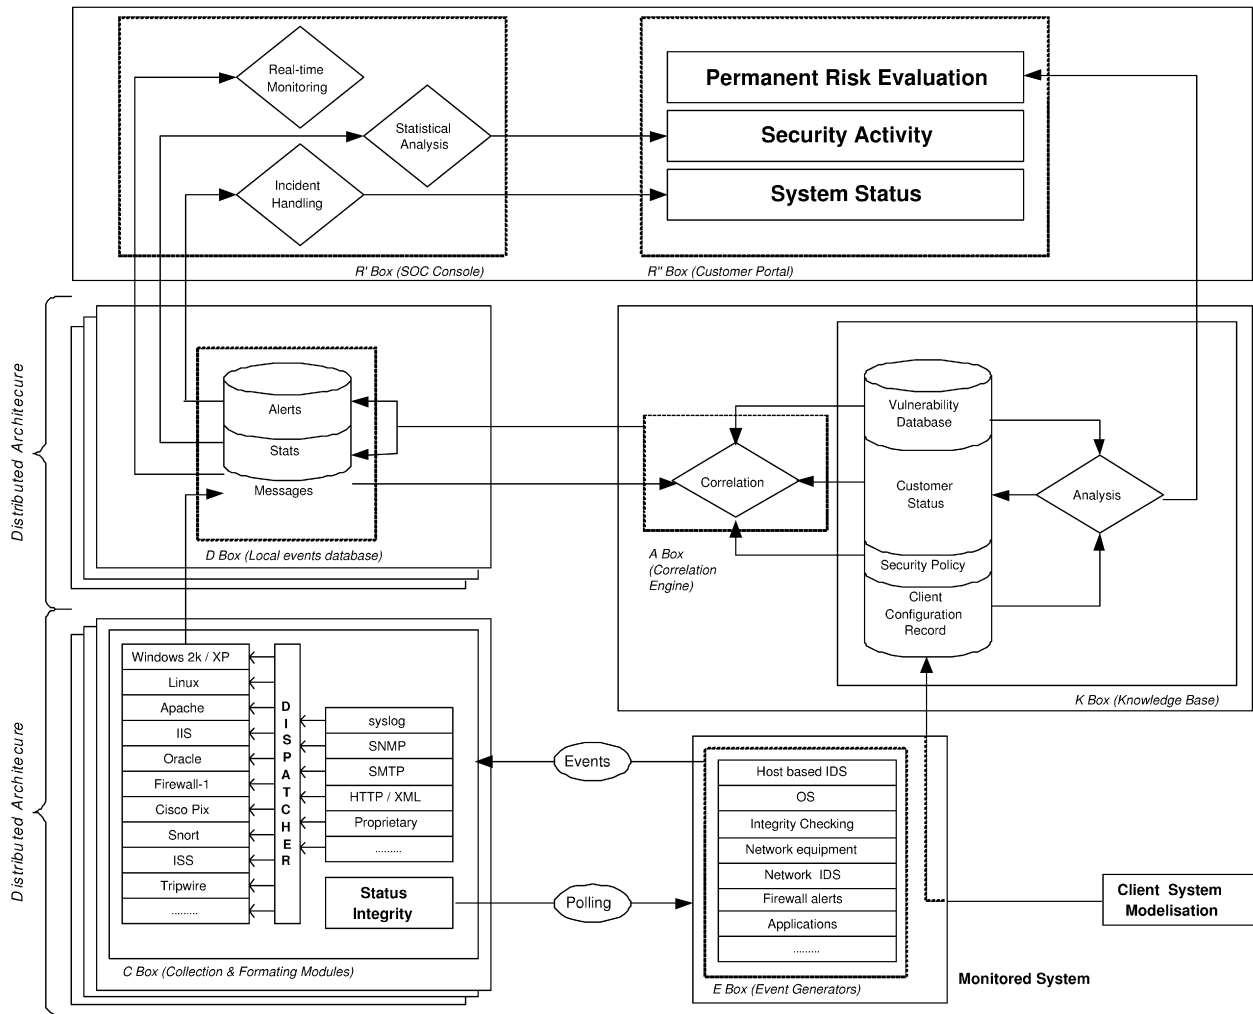 Real-time
Monitoring
Statistical
Analysis
Incident
Handling
R' Box (SOC Console)
Permanent Risk Evaluation
Security Activity
System Status
R'' Box (Customer Portal)
Distributed Architecure
Alerts
Stats
Messages
D Box (Local events database)
Correlation
A Box
(Correlation
Engine)
Vulnerability
Database
Customer
Status
Security Policy
Client
Configuration
Record
Analysis
K Box (Knowledge Base)
Distributed Architecure
Windows 2k / XP
Linux
Apache
IIS
Oracle
Firewall-1
Cisco Pix
Snort
ISS
Tripwire
.........
DISPATCHER
syslog
SNMP
SMTP
HTTP / XML
Proprietary
.........
Status
Integrity
C Box (Collection & Formating Modules)
Events
Polling
Host based IDS
OS
Integrity Checking
Network equipment
Network IDS
Firewall alerts
Applications
.........
E Box (Event Generators)
Monitored System
Client System
Modelisation